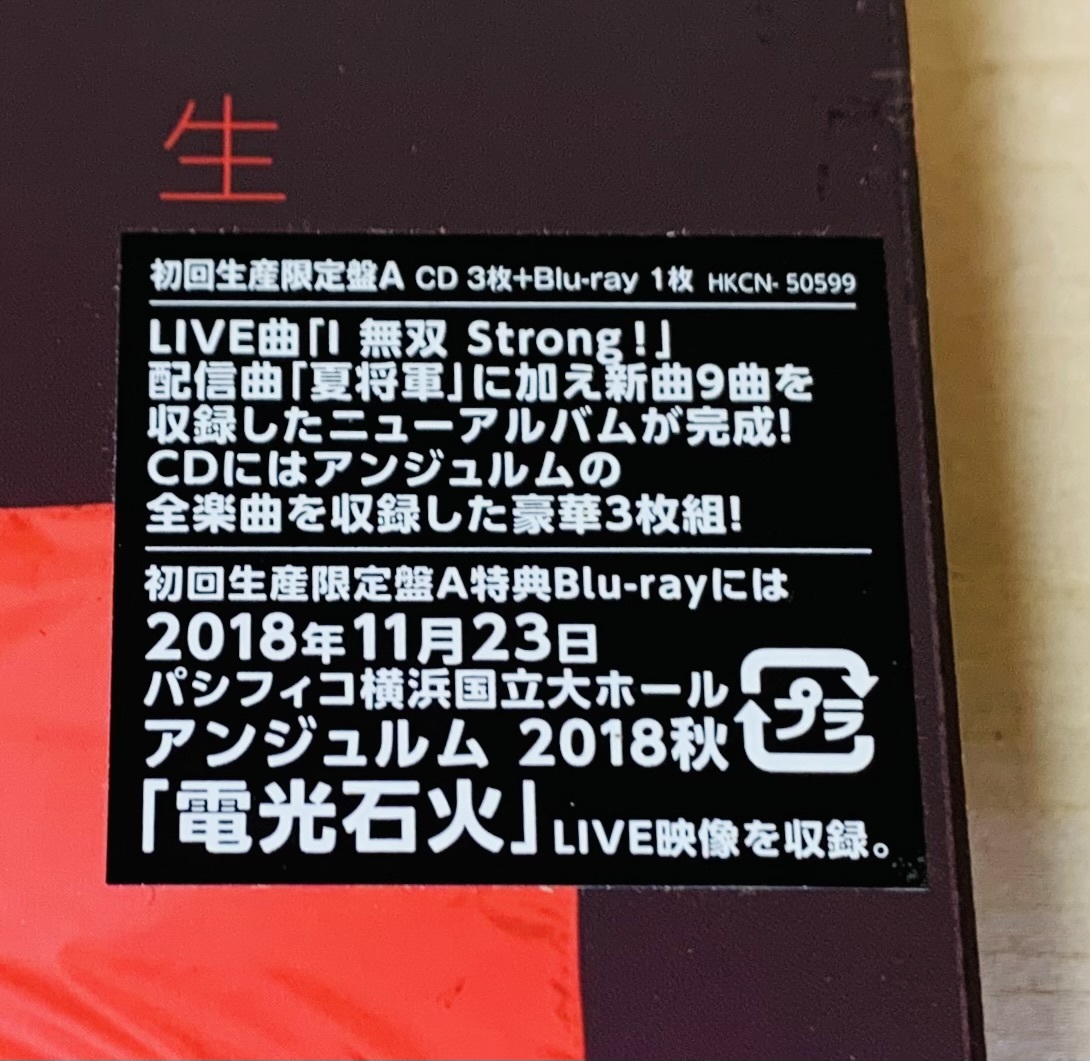 生
初回生産限定盤A CD 3枚+Blu-ray 1枚 HKCN- 50599
LIVE曲「I 無双 Strong!」
配信曲「夏将軍」に加え新曲9曲を
収録したニューアルバムが完成!
CDにはアンジュルムの
全楽曲を収録した豪華3枚組!
初回生産限定盤A特典Blu-rayには
2018年11月23日
パシフィコ横浜国立大ホール
アンジュルム 2018秋
プラ
「電光石火」LIVE映像を収録。